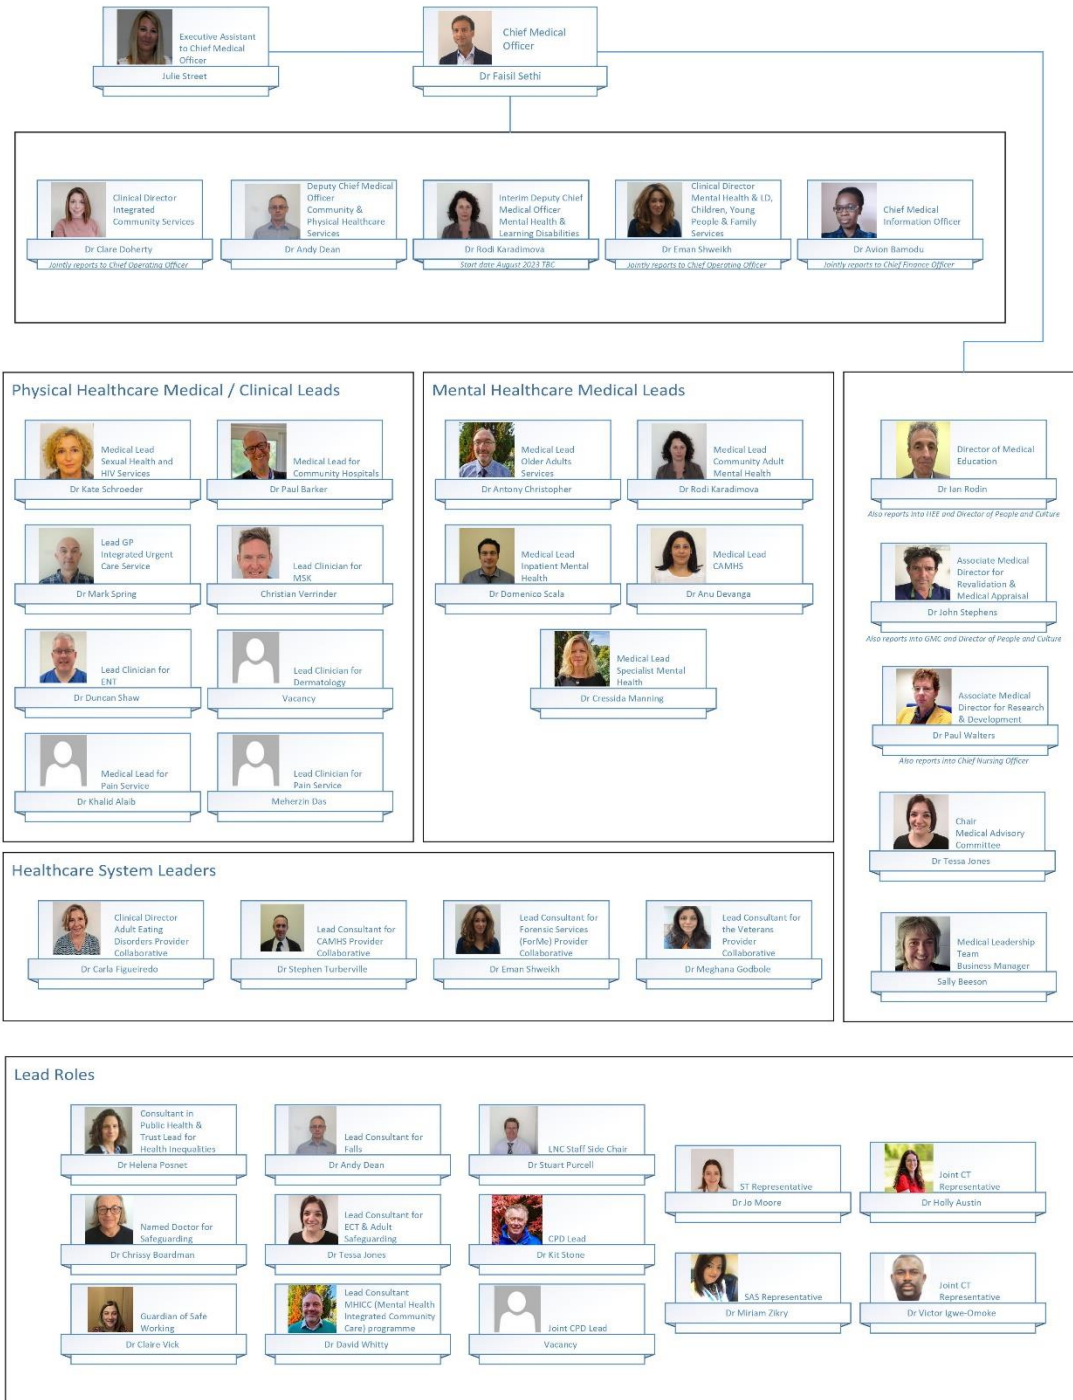 Executive Assistant
to Chief Medical
Officer
Julie Street
Chief Medical
Officer
Dr Faisil Sethi
Clinical Director
Integrated
Community Services
Dr Clare Doherty
Jointly reports to Chief Operating Officer
Deputy Chief Medical
Officer
Community &
Physical Healthcare
Services
Dr Andy Dean
Interim Deputy Chief
Medical Officer
Mental Health &
Learning Disabilities
Dr Rodi Karadimova
Start date August 2023 TBC
Clinical Director
Mental Health & LD,
Children, Young
People & Family
Services
Dr Eman Shweikh
Jointly reports to Chief Operating Officer
Chief Medical
Information Officer
Dr Avion Bamodu
Jointly reports to Chief Finance Officer
Physical Healthcare Medical / Clinical Leads
Medical Lead
Sexual Health and
HIV Services
Dr Kate Schroeder
Medical Lead for
Community Hospitals
Dr Paul Barker
Lead GP
Integrated Urgent
Care Service
Dr Mark Spring
Lead Clinician for
MSK
Christian Verrinder
Lead Clinician for
ENT
Dr Duncan Shaw
Lead Clinician for
Dermatology
Vacancy
Medical Lead for
Pain Service
Dr Khalid Alaib
Lead Clinician for
Pain Service
Meherzin Das
Mental Healthcare Medical Leads
Medical Lead
Older Adults
Services
Dr Antony Christopher
Medical Lead
Community Adult
Mental Health
Dr Rodi Karadimova
Medical Lead
Inpatient Mental
Health
Dr Domenico Scala
Medical Lead
CAMHS
Dr Anu Devanga
Medical Lead
Specialist Mental
Health
Dr Cressida Manning
Director of Medical
Education
Dr Ian Rodin
Also reports into HEE and Director of People and Culture
Associate Medical
Director for
Revalidation &
Medical Appraisal
Dr John Stephens
Also reports into GMC and Director of People and Culture
Associate Medical
Director for Research
& Development
Dr Paul Walters
Also reports into Chief Nursing Officer
Chair
Medical Advisory
Committee
Dr Tessa Jones
Medical Leadership
Team
Business Manager
Sally Beeson
Healthcare System Leaders
Clinical Director
Adult Eating
Disorders Provider
Collaborative
Dr Carla Figueiredo
Lead Consultant for
CAMHS Provider
Collaborative
Dr Stephen Turberville
Lead Consultant for
Forensic Services
(ForMe) Provider
Collaborative
Dr Eman Shweikh
Lead Consultant for
the Veterans
Provider
Collaborative
Dr Meghana Godbole
Lead Roles
Consultant in
Public Health &
Trust Lead for
Health Inequalities
Dr Helena Posnet
Lead Consultant for
Falls
Dr Andy Dean
LNC Staff Side Chair
Dr Stuart Purcell
ST Representative
Dr Jo Moore
Joint CT
Representative
Dr Holly Austin
Named Doctor for
Safeguarding
Dr Chrissy Boardman
Lead Consultant for
ECT & Adult
Safeguarding
Dr Tessa Jones
CPD Lead
Dr Kit Stone
SAS Representative
Dr Miriam Zikry
Joint CT
Representative
Dr Victor Igwe-Omoke
Guardian of Safe
Working
Dr Claire Vick
Lead Consultant
MHICC (Mental Health
Integrated Community
Care) programme
Dr David Whitty
Joint CPD Lead
Vacancy